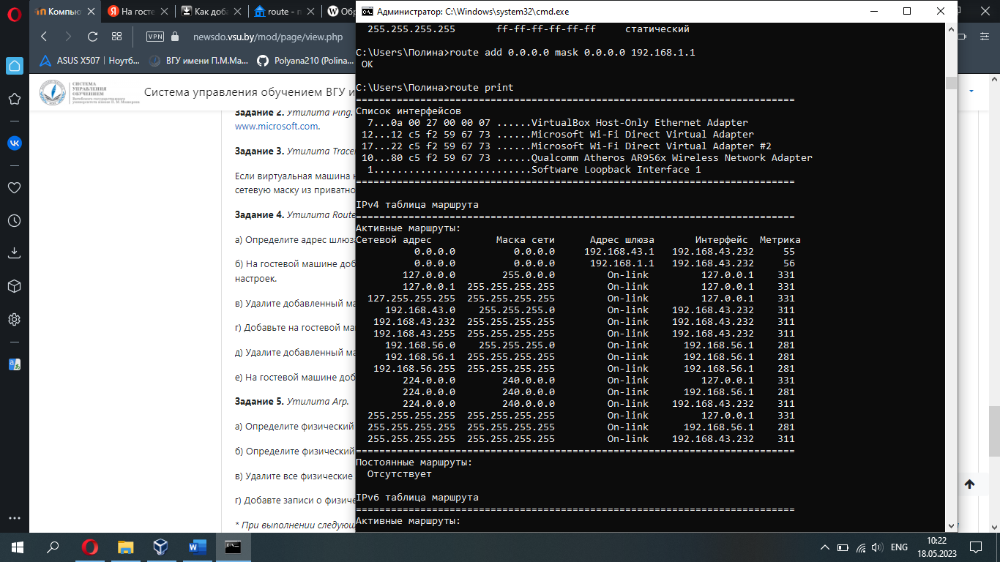 Компью
На госте
Как доба
route - п
Обр
newsdo.vsu.by/mod/page/view.php
VPN
ASUS X507 | Ноутб...
ВГУ имени П.М.Ма...
Polyana210 (Polina...
СИСТЕМА
УПРАВЛЕНИЯ
ОБУЧЕНИЕМ
Система управления обучением ВГУ и
Задание 2. Утилита Ping.
www.microsoft.com.
Задание 3. Утилита Tracer
Если виртуальная машина н
сетевую маску из приватно
Задание 4. Утилита Route
а) Определите адрес шлюза
б) На гостевой машине доб
настроек.
в) Удалите добавленный ма
г) Добавьте на гостевой ма
д) Удалите добавленный ма
е) На гостевой машине доб
Задание 5. Утилита Arp.
а) Определите физический
б) Определите физический
в) Удалите все физические
г) Добавте записи о физиче
* При выполнении следующ
Администратор: C:\Windows\system32\cmd.exe
255.255.255.255 ff-ff-ff-ff-ff-ff статический
C:\Users\Полина>route add 0.0.0.0 mask 0.0.0.0 192.168.1.1
ОК
C:\Users\Полина>route print
===========================================================================
Список интерфейсов
7...0a 00 27 00 00 07 ......VirtualBox Host-Only Ethernet Adapter
12...12 c5 f2 59 67 73 ......Microsoft Wi-Fi Direct Virtual Adapter
17...22 c5 f2 59 67 73 ......Microsoft Wi-Fi Direct Virtual Adapter #2
10...80 c5 f2 59 67 73 ......Qualcomm Atheros AR956x Wireless Network Adapter
1...........................Software Loopback Interface 1
===========================================================================
IPv4 таблица маршрута
===========================================================================
Активные маршруты:
Сетевой адрес Маска сети Адрес шлюза Интерфейс Метрика
0.0.0.0 0.0.0.0 192.168.43.1 192.168.43.232 55
0.0.0.0 0.0.0.0 192.168.1.1 192.168.43.232 56
127.0.0.0 255.0.0.0 On-link 127.0.0.1 331
127.0.0.1 255.255.255.255 On-link 127.0.0.1 331
127.255.255.255 255.255.255.255 On-link 127.0.0.1 331
192.168.43.0 255.255.255.0 On-link 192.168.43.232 311
192.168.43.232 255.255.255.255 On-link 192.168.43.232 311
192.168.43.255 255.255.255.255 On-link 192.168.43.232 311
192.168.56.0 255.255.255.0 On-link 192.168.56.1 281
192.168.56.1 255.255.255.255 On-link 192.168.56.1 281
192.168.56.255 255.255.255.255 On-link 192.168.56.1 281
224.0.0.0 240.0.0.0 On-link 127.0.0.1 331
224.0.0.0 240.0.0.0 On-link 192.168.56.1 281
224.0.0.0 240.0.0.0 On-link 192.168.43.232 311
255.255.255.255 255.255.255.255 On-link 127.0.0.1 331
255.255.255.255 255.255.255.255 On-link 192.168.56.1 281
255.255.255.255 255.255.255.255 On-link 192.168.43.232 311
===========================================================================
Постоянные маршруты:
Отсутствует
IPv6 таблица маршрута
===========================================================================
Активные маршруты:
ENG
10:22
18.05.2023